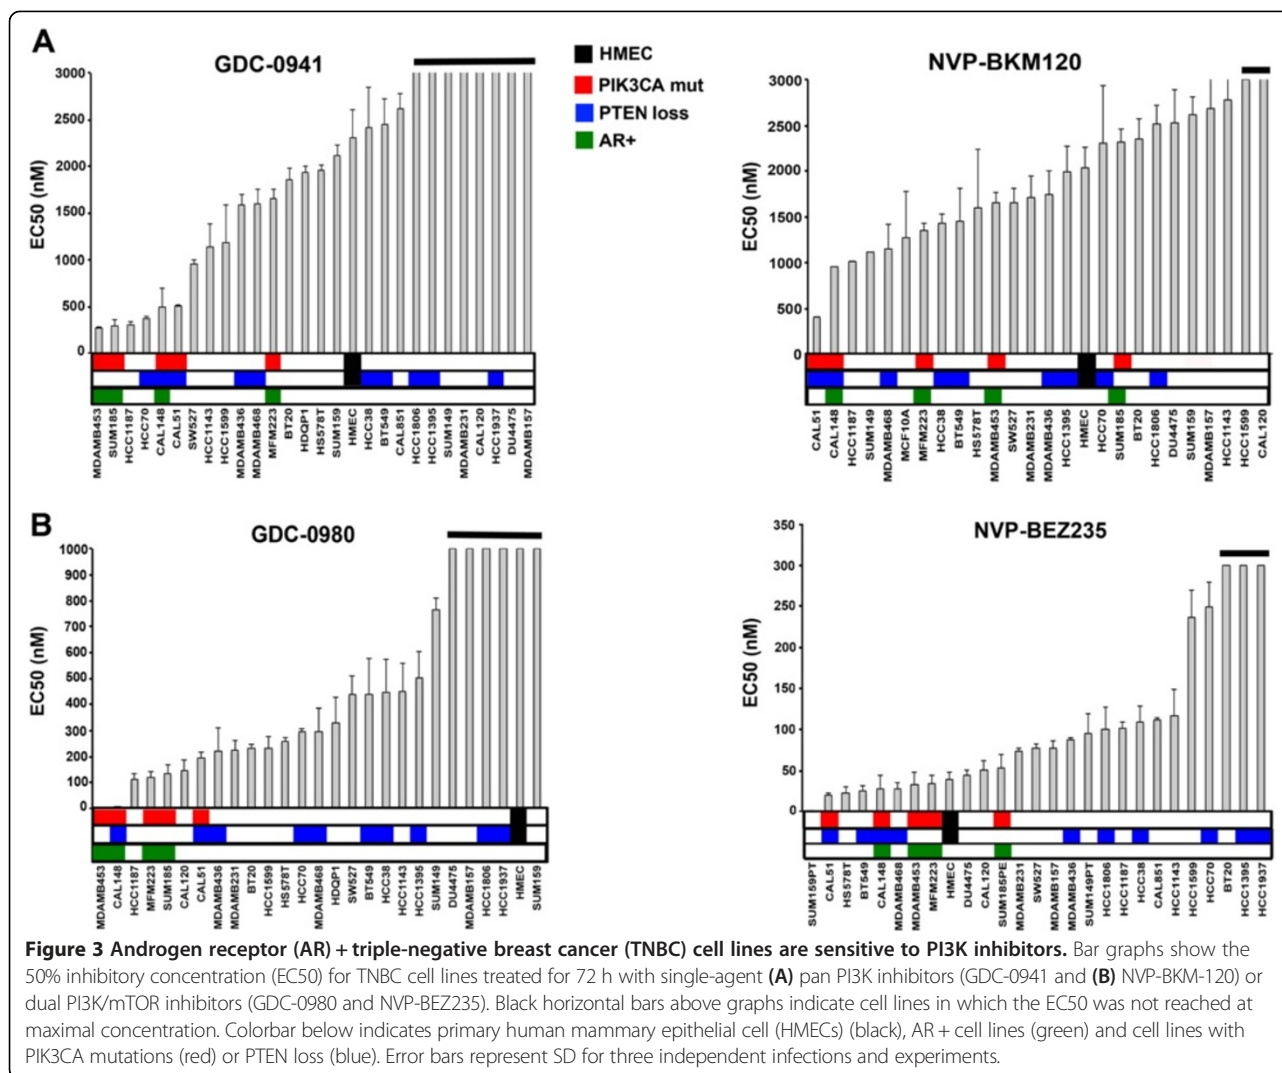 A
GDC-0941
HMEC
PIK3CA mut
PTEN loss
AR+
NVP-BKM120
EC50 (nM)
3000
2500
2000
1500
1000
500
0
MDAMB453
SUM185
HCC1187
HCC70
CAL148
CAL51
SW527
HCC1143
HCC1599
MDAMB436
MDAMB468
MFM223
BT20
HDQP1
HS578T
SUM159
HMEC
HCC38
BT549
CAL851
HCC1806
HCC1395
SUM149
MDAMB231
CAL120
HCC1937
DU4475
MDAMB157
EC50 (nM)
3000
2500
2000
1500
1000
500
0
CAL51
CAL148
HCC1187
SUM149
MDAMB468
MCF10A
MFM223
HCC38
BT549
HS578T
MDAMB453
SW527
MDAMB231
MDAMB436
HCC1395
HMEC
HCC70
SUM185
BT20
HCC1806
DU4475
SUM159
MDAMB157
HCC1143
HCC1599
CAL120
B
GDC-0980
NVP-BEZ235
EC50 (nM)
1000
900
800
700
600
500
400
300
200
100
0
MDAMB453
CAL148
HCC1187
MFM223
SUM185
CAL120
CAL51
MDAMB436
MDAMB231
BT20
HCC1599
HS578T
HCC70
MDAMB468
HDQP1
SW527
BT549
HCC38
HCC1143
HCC1395
SUM149
DU4475
MDAMB157
HCC1806
HCC1937
HMEC
SUM159
EC50 (nM)
350
300
250
200
150
100
50
0
SUM159PT
CAL51
HS578T
BT549
CAL148
MDAMB468
MDAMB453
MFM223
HMEC
DU4475
CAL120
SUM185PE
MDAMB231
SW527
MDAMB157
MDAMB436
SUM149PT
HCC1806
HCC1187
HCC38
CAL851
HCC1143
HCC1599
HCC70
BT20
HCC1395
HCC1937
Figure 3 Androgen receptor (AR) + triple-negative breast cancer (TNBC) cell lines are sensitive to PI3K inhibitors. Bar graphs show the
50% inhibitory concentration (EC50) for TNBC cell lines treated for 72 h with single-agent (A) pan PI3K inhibitors (GDC-0941 and (B) NVP-BKM-120) or
dual PI3K/mTOR inhibitors (GDC-0980 and NVP-BEZ235). Black horizontal bars above graphs indicate cell lines in which the EC50 was not reached at
maximal concentration. Colorbar below indicates primary human mammary epithelial cell (HMECs) (black), AR + cell lines (green) and cell lines with
PIK3CA mutations (red) or PTEN loss (blue). Error bars represent SD for three independent infections and experiments.